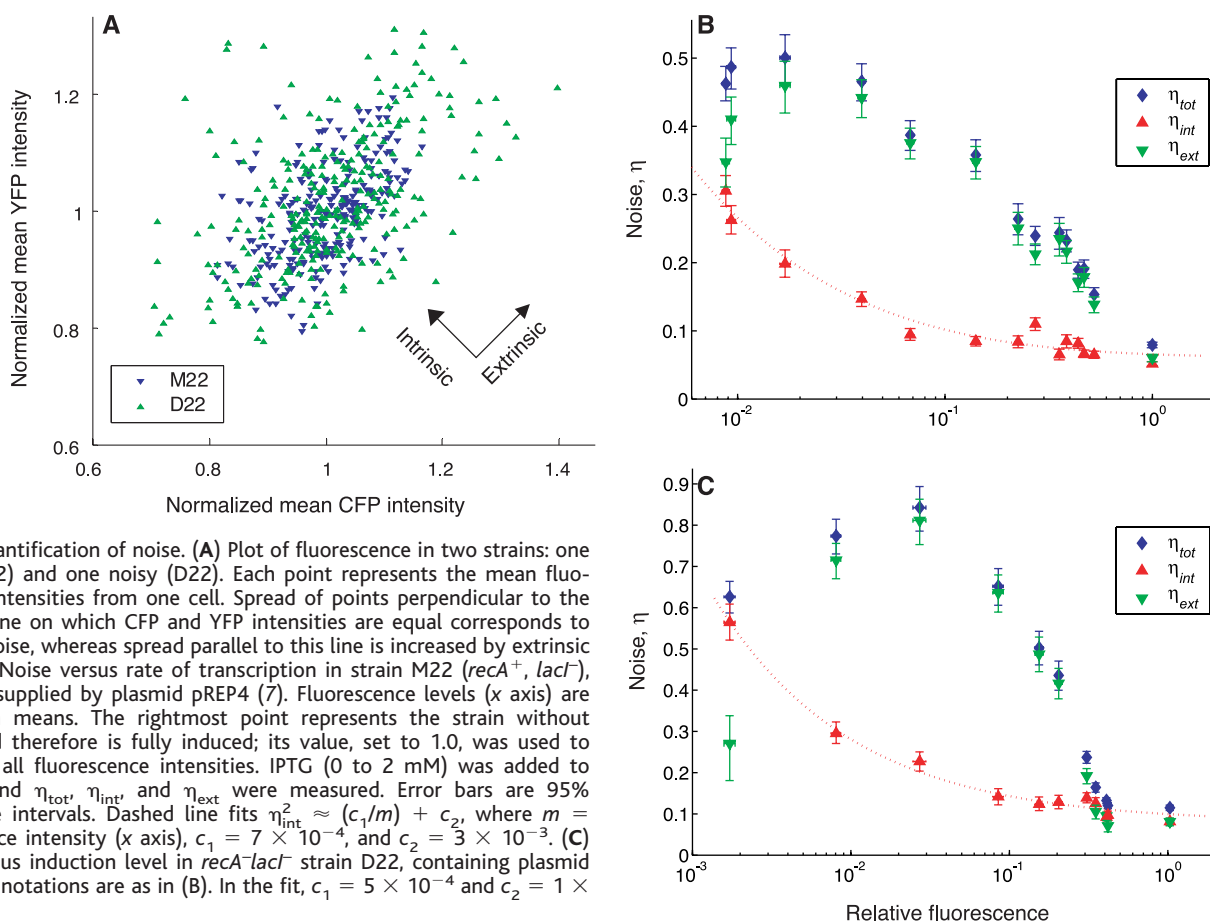 A
Normalized mean YFP intensity
1.2
1
0.8
0.6
0.6
0.8
1
1.2
1.4
Normalized mean CFP intensity
Intrinsic
Extrinsic
M22
D22
B
Noise, η
0.5
0.4
0.3
0.2
0.1
0
10⁻²
10⁻¹
10⁰
η_tot
η_int
η_ext
C
Noise, η
0.9
0.8
0.7
0.6
0.5
0.4
0.3
0.2
0.1
0
10⁻³
10⁻²
10⁻¹
10⁰
Relative fluorescence
η_tot
η_int
η_ext
antification of noise. (A) Plot of fluorescence in two strains: one
2) and one noisy (D22). Each point represents the mean fluo-
ntensities from one cell. Spread of points perpendicular to the
ne on which CFP and YFP intensities are equal corresponds to
oise, whereas spread parallel to this line is increased by extrinsic
Noise versus rate of transcription in strain M22 (recA⁺, lacI⁻),
supplied by plasmid pREP4 (7). Fluorescence levels (x axis) are
means. The rightmost point represents the strain without
d therefore is fully induced; its value, set to 1.0, was used to
all fluorescence intensities. IPTG (0 to 2 mM) was added to
nd η_tot, η_int, and η_ext were measured. Error bars are 95%
e intervals. Dashed line fits η²_int ≈ (c₁/m) + c₂, where m =
ce intensity (x axis), c₁ = 7 × 10⁻⁴, and c₂ = 3 × 10⁻³. (C)
us induction level in recA⁻lacI⁻ strain D22, containing plasmid
notations are as in (B). In the fit, c₁ = 5 × 10⁻⁴ and c₂ = 1 ×